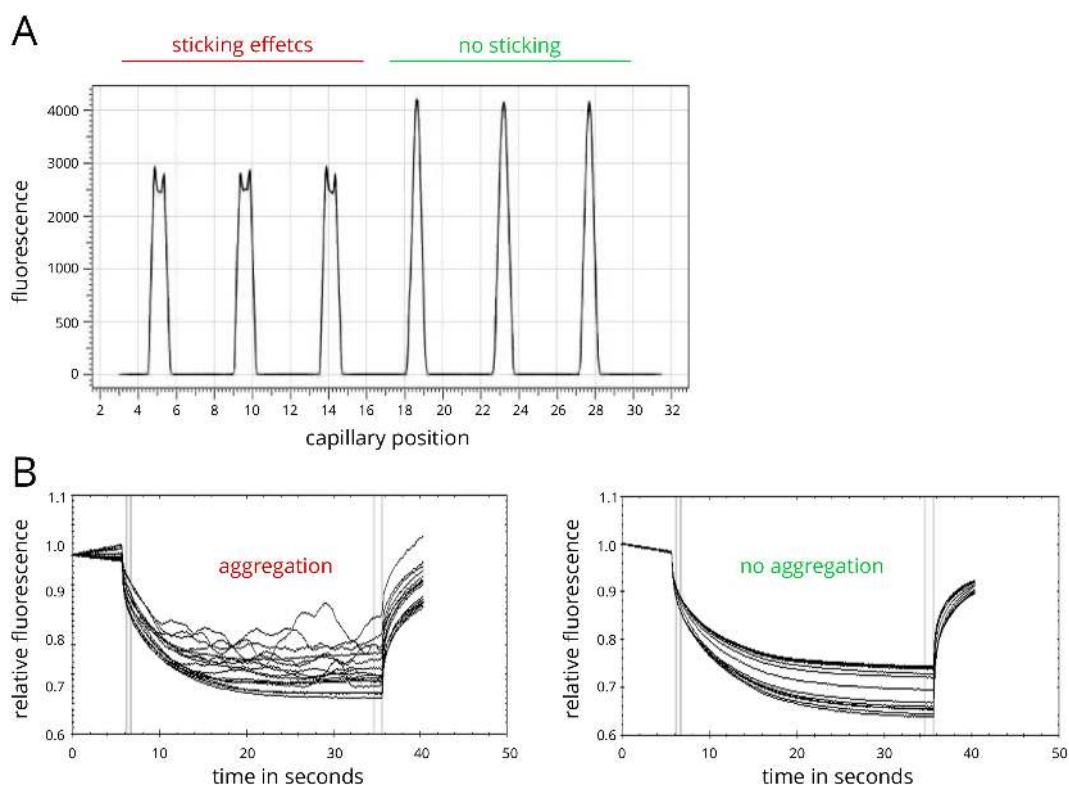 A
sticking effetcs
no sticking
fluorescence
4000
3000
2000
1000
500
0
2 4 6 8 10 12 14 16 18 20 22 24 26 28 30 32
capillary position
B
relative fluorescence
1.1
1.0
0.9
0.8
0.7
0.6
aggregation
0 10 20 30 40 50
time in seconds
relative fluorescence
1.1
1.0
0.9
0.8
0.7
0.6
no aggregation
0 10 20 30 40 50
time in seconds